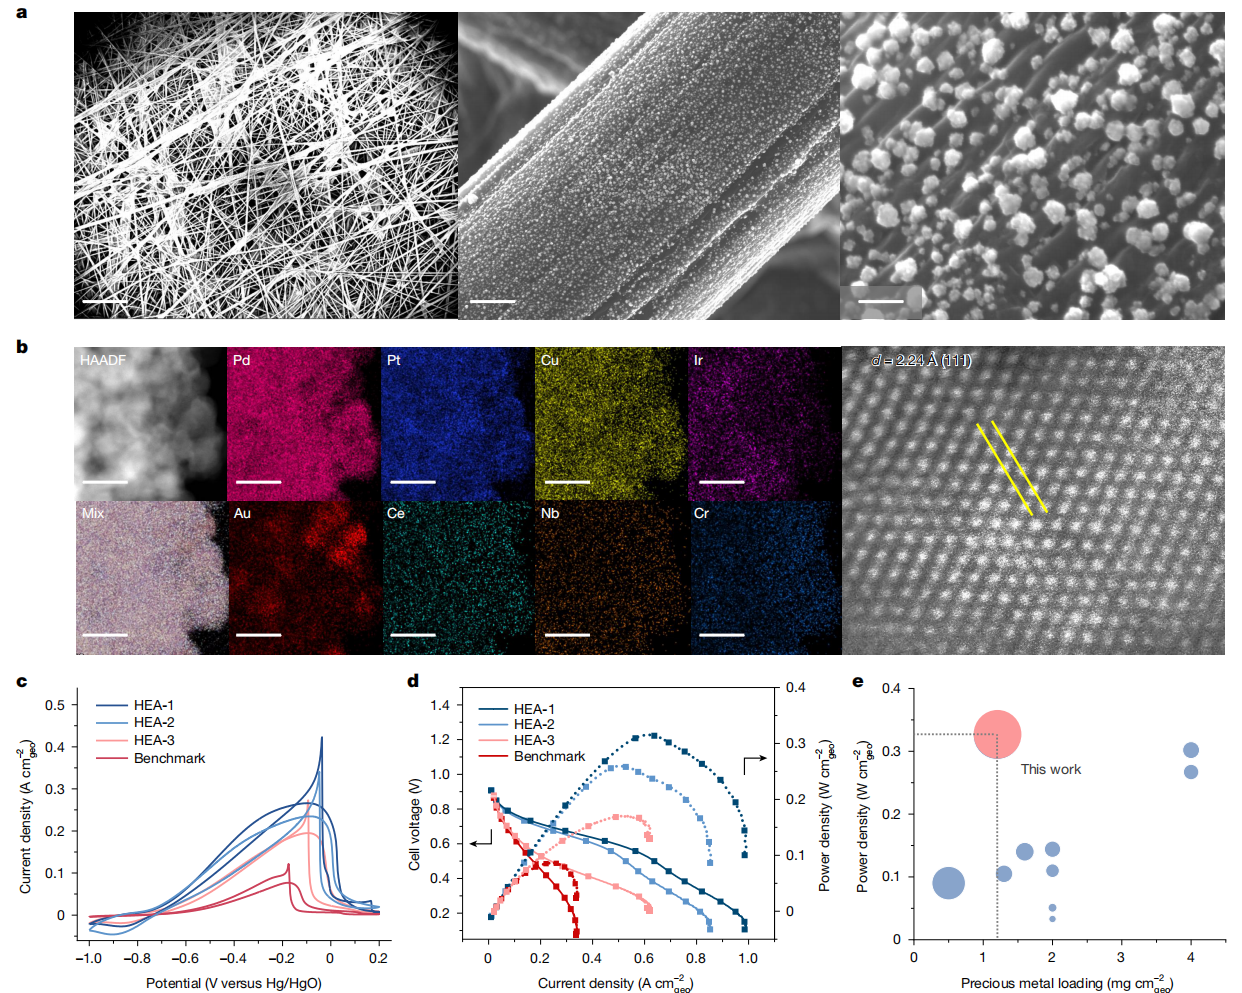 a
b
HAADF
Pd
Pt
Cu
Ir
d = 2.24 Å (111)
Mix
Au
Ce
Nb
Cr
c
Current density (A cm⁻²geo)
0.5
0.4
0.3
0.2
0.1
0
HEA-1
HEA-2
HEA-3
Benchmark
−1.0
−0.8
−0.6
−0.4
−0.2
0
0.2
Potential (V versus Hg/HgO)
d
Cell voltage (V)
1.4
1.2
1.0
0.8
0.6
0.4
0.2
HEA-1
HEA-2
HEA-3
Benchmark
0.4
0.3
0.2
0.1
0
Power density (W cm⁻²geo)
0
0.2
0.4
0.6
0.8
1.0
Current density (A cm⁻²geo)
e
Power density (W cm⁻²geo)
0.4
0.3
0.2
0.1
0
This work
0
1
2
3
4
Precious metal loading (mg cm⁻²geo)